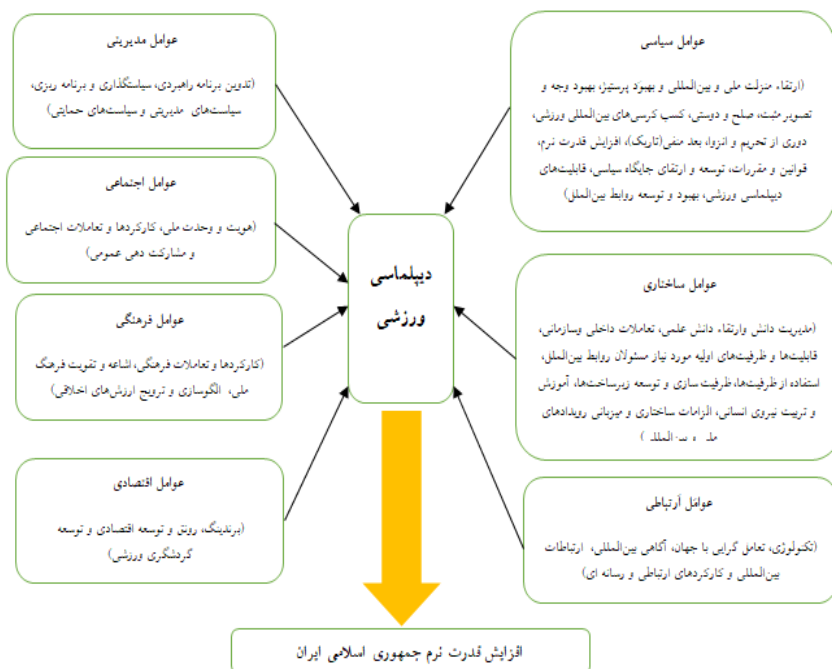 عوامل سیاسی
(ارتقاء منزلت ملی و بین‌المللی و بهبود پرستیژ، بهبود وجه و
تصویر مثبت، صلح و دوستی، کسب کرسی‌های بین‌المللی ورزشی،
دوری از تحریم و انزوا، بعد منفی(تاریک)، افزایش قدرت نرم،
قوانین و مقررات، توسعه و ارتقای جایگاه سیاسی، قابلیت‌های
دیپلماسی ورزشی، بهبود و توسعه روابط بین‌الملل)
عوامل ساختاری
(مدیریت دانش وارتقاء دانش علمی، تعاملات داخلی وسازمانی،
قابلیت‌ها و ظرفیت‌های اولیه مورد نیاز مسئولان روابط بین‌الملل،
استفاده از ظرفیت‌ها، ظرفیت سازی و توسعه زیرساخت‌ها، آموزش
و تربیت نیروی انسانی، الزامات ساختاری و میزبانی رویدادهای
ملی و بین‌المللی)
عوامل ارتباطی
(تکنولوژی، تعامل گرایی با جهان، آگاهی بین‌المللی، ارتباطات
بین‌المللی و کارکردهای ارتباطی و رسانه ای)
عوامل مدیریتی
(تدوین برنامه راهبردی، سیاستگذاری و برنامه ریزی،
سیاست‌های مدیریتی و سیاست‌های حمایتی)
عوامل اجتماعی
(هویت و وحدت ملی، کارکردها و تعاملات اجتماعی
و مشارکت دهی عمومی)
عوامل فرهنگی
(کارکردها و تعاملات فرهنگی، اشاعه و تقویت فرهنگ
ملی، الگوسازی و ترویج ارزش‌های اخلاقی)
عوامل اقتصادی
(برندینگ، رونق و توسعه اقتصادی و توسعه
گردشگری ورزشی)
دیپلماسی
ورزشی
افزایش قدرت نرم جمهوری اسلامی ایران